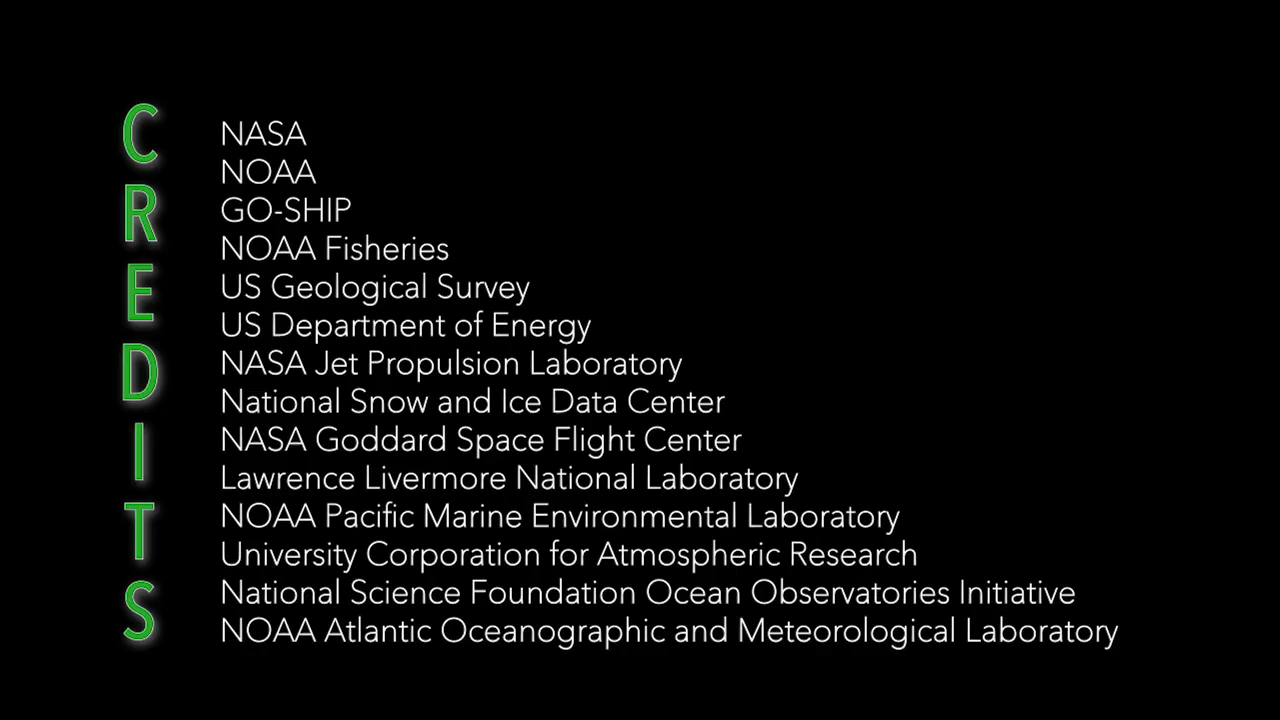 CREDITS
NASA
NOAA
GO-SHIP
NOAA Fisheries
US Geological Survey
US Department of Energy
NASA Jet Propulsion Laboratory
National Snow and Ice Data Center
NASA Goddard Space Flight Center
Lawrence Livermore National Laboratory
NOAA Pacific Marine Environmental Laboratory
University Corporation for Atmospheric Research
National Science Foundation Ocean Observatories Initiative
NOAA Atlantic Oceanographic and Meteorological Laboratory